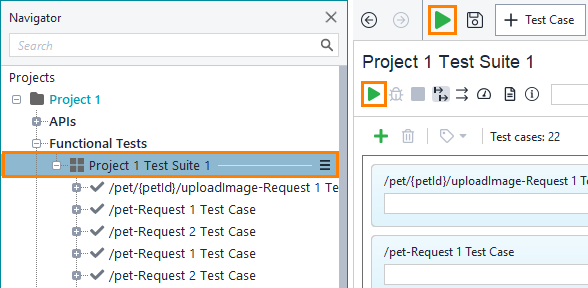 Navigator
Search
Projects
Project 1
APIs
Functional Tests
Project 1 Test Suite 1
/pet/{petId}/uploadImage-Request 1 Te
/pet-Request 1 Test Case
/pet-Request 2 Test Case
/pet-Request 1 Test Case
/pet-Request 2 Test Case
+ Test Case
Project 1 Test Suite 1
Test cases: 22
/pet/{petId}/uploadImage-Request 1 Tes
/pet-Request 1 Test Case